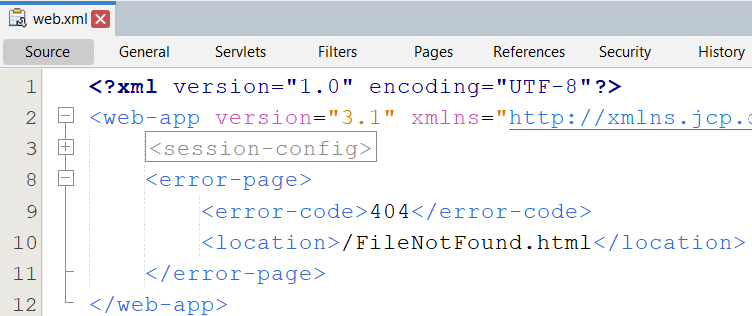 web.xml
Source General Servlets Filters Pages References Security History
1 <?xml version="1.0" encoding="UTF-8"?>
2 <web-app version="3.1" xmlns="http://xmlns.jcp.
3 <session-config>
8 <error-page>
9 <error-code>404</error-code>
10 <location>/FileNotFound.html</location>
11 </error-page>
12 </web-app>